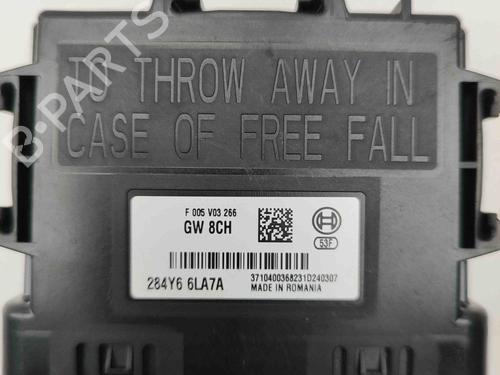 TO THROW AWAY IN
CASE OF FREE FALL
B-PARTS
F 005 V03 266
GW 8CH
53F
284Y6 6LA7A
3710400368231D240307
MADE IN ROMANIA